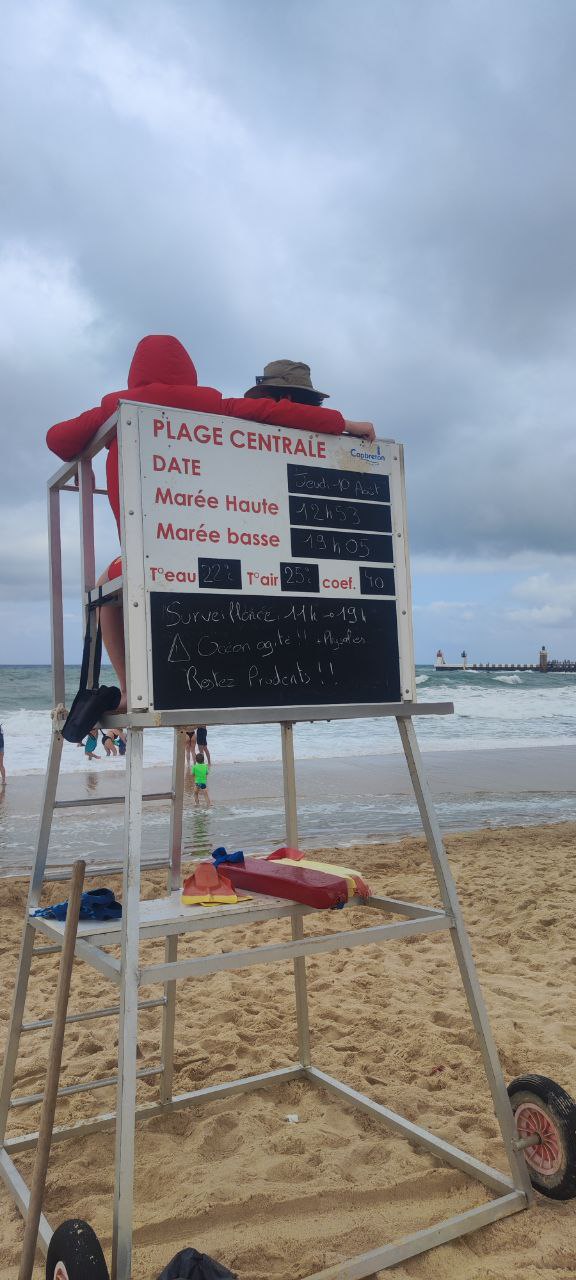 PLAGE CENTRALE
Capbreton
DATE Jeudi 10 Août
Marée Haute 12h53
Marée basse 19h05
T°eau 22°c T°air 25°c coef. 40
Surveillance 11h → 19h
⚠ Océan agité !! + Physalies
Restez Prudents !!